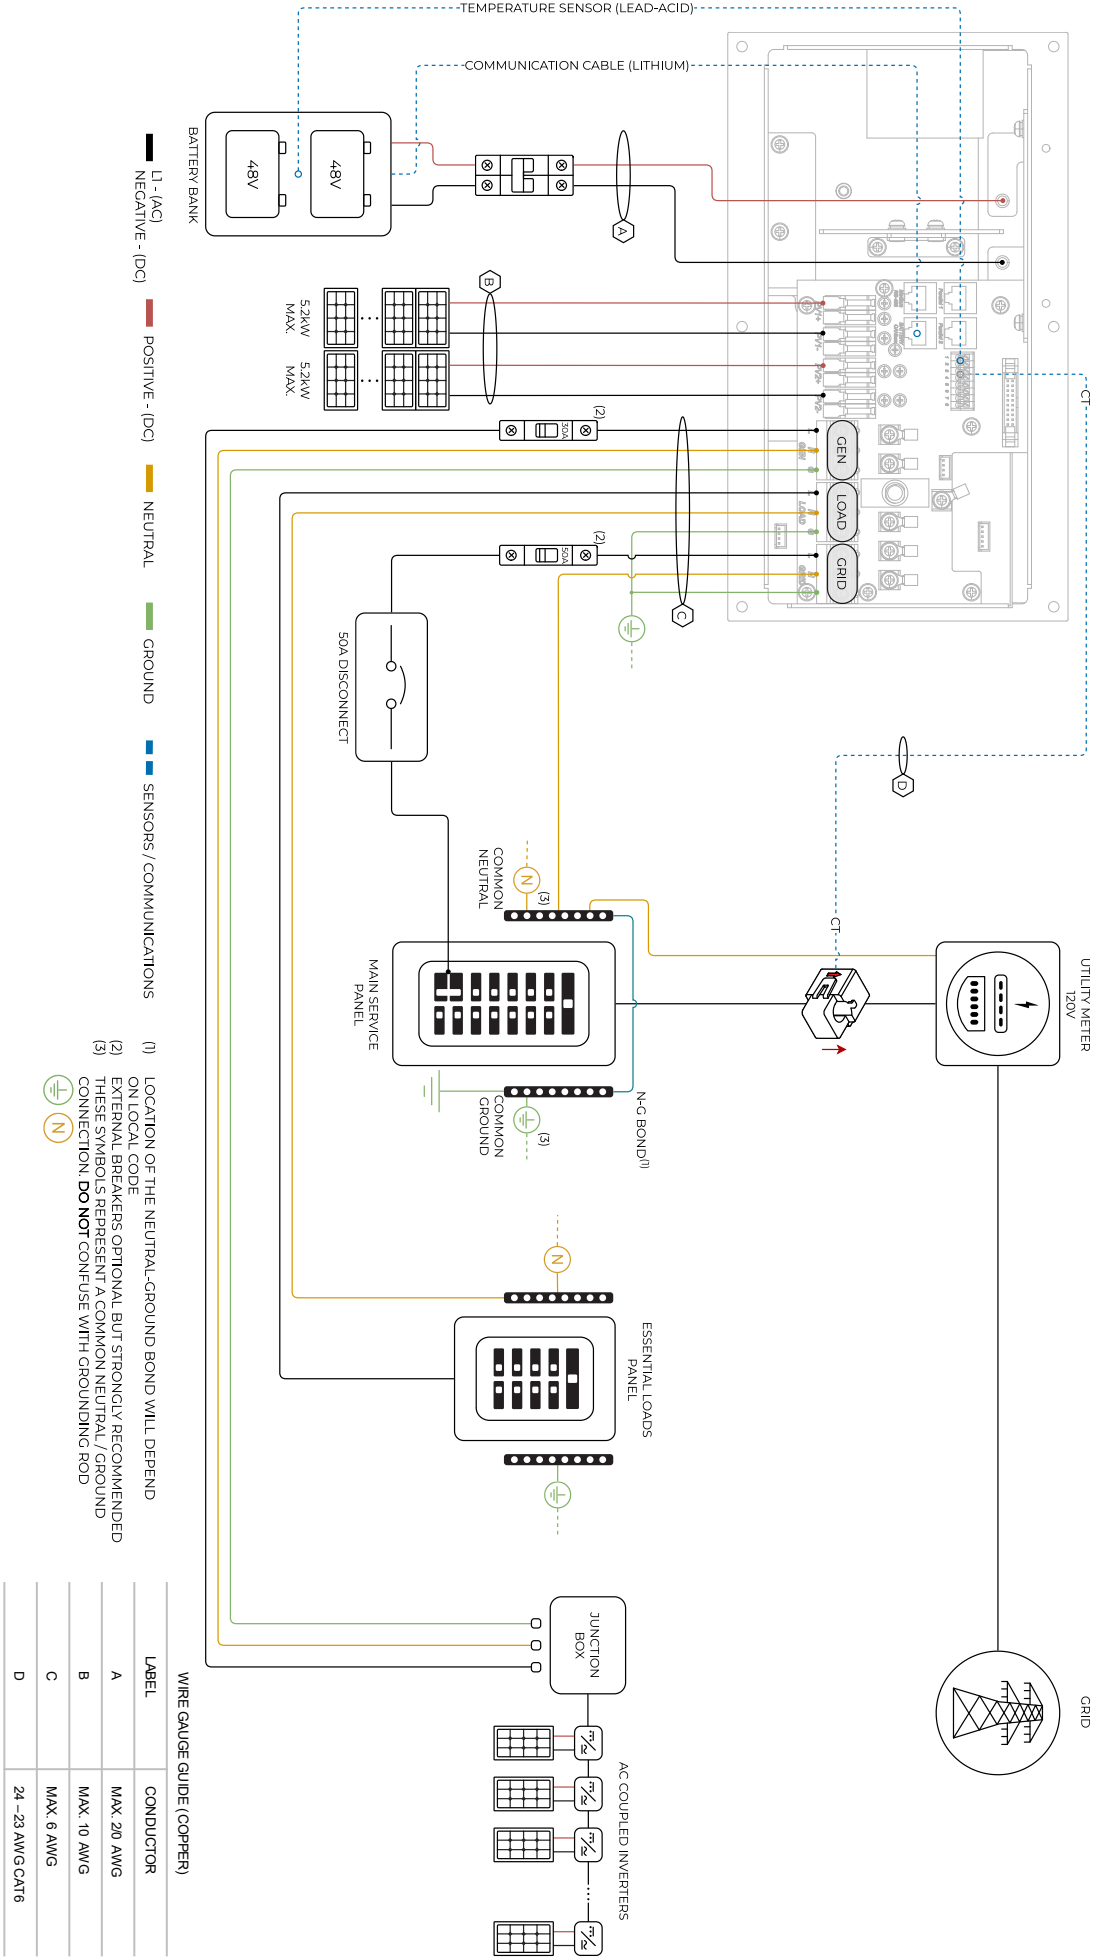 TEMPERATURE SENSOR (LEAD-ACID)
COMMUNICATION CABLE (LITHIUM)
CT
UTILITY METER
120V
GRID
BATTERY BANK
48V
48V
A
B
5.2kW
MAX.
5.2kW
MAX.
PV1+
PV1-
PV2+
PV2-
GEN
LOAD
GRID
GEN
LOAD
(2)
30A
(2)
50A
C
D
CT
50A DISCONNECT
COMMON
NEUTRAL
N
(3)
MAIN SERVICE
PANEL
N-G BOND(1)
COMMON
GROUND
(3)
N
ESSENTIAL LOADS
PANEL
JUNCTION
BOX
AC COUPLED INVERTERS
L1 - (AC)
NEGATIVE - (DC)
POSITIVE - (DC)
NEUTRAL
GROUND
SENSORS / COMMUNICATIONS
(1) LOCATION OF THE NEUTRAL-GROUND BOND WILL DEPEND
ON LOCAL CODE
(2) EXTERNAL BREAKERS OPTIONAL BUT STRONGLY RECOMMENDED
(3) THESE SYMBOLS REPRESENT A COMMON NEUTRAL / GROUND
CONNECTION. DO NOT CONFUSE WITH GROUNDING ROD
N
WIRE GAUGE GUIDE (COPPER)
LABEL CONDUCTOR
A MAX. 2/0 AWG
B MAX. 10 AWG
C MAX. 6 AWG
D 24 – 23 AWG CAT6